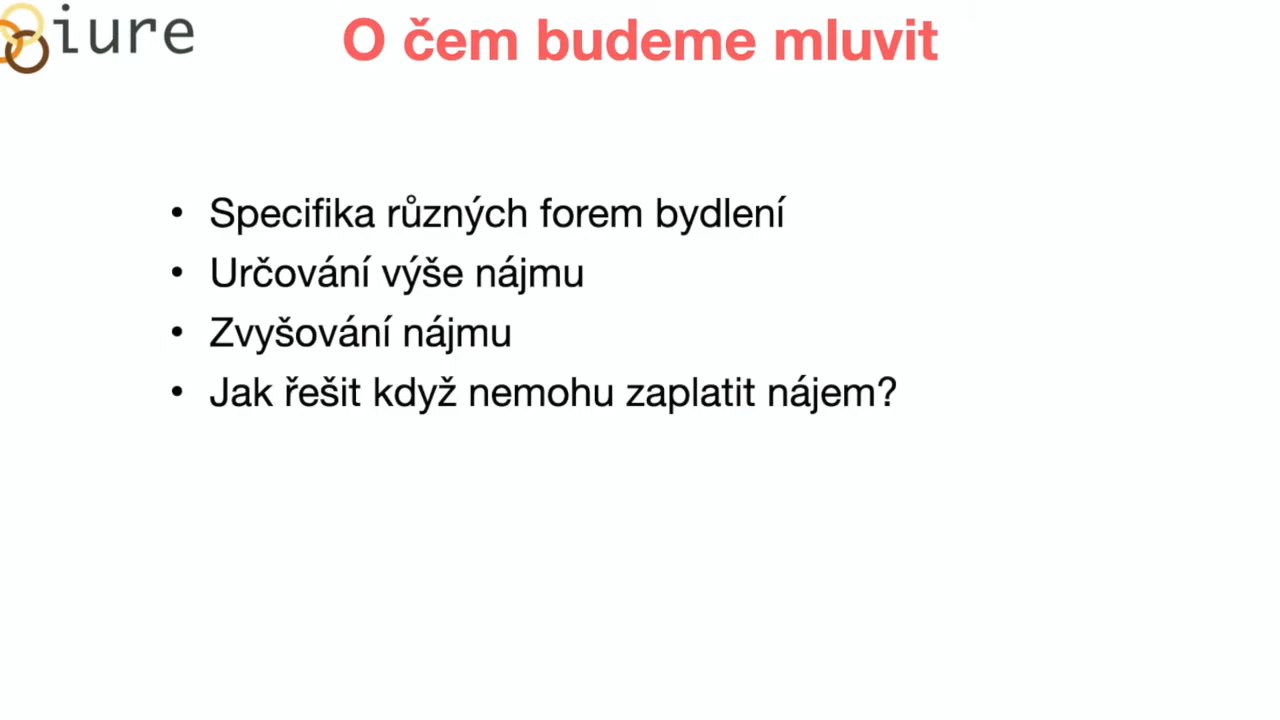 iure
O čem budeme mluvit
• Specifika různých forem bydlení
• Určování výše nájmu
• Zvyšování nájmu
• Jak řešit když nemohu zaplatit nájem?